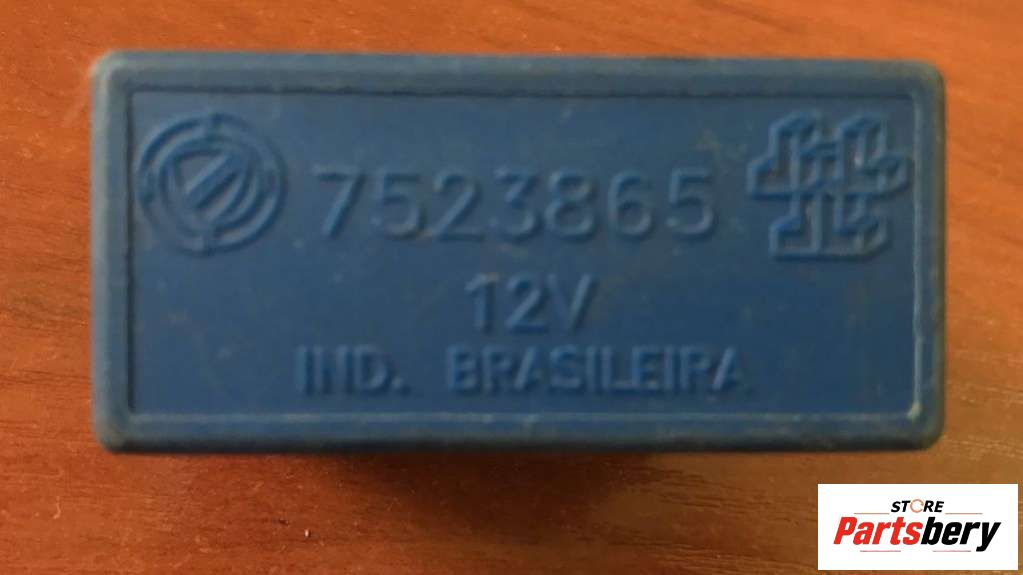 7523865
12V
IND. BRASILEIRA
STORE
Partsbery